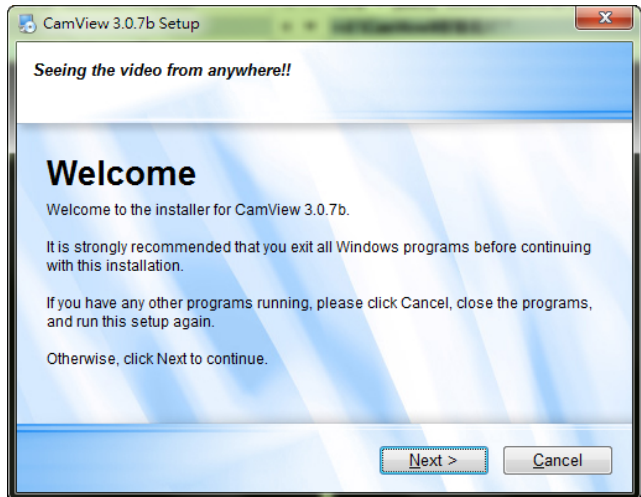 CamView 3.0.7b Setup
Seeing the video from anywhere!!
Welcome
Welcome to the installer for CamView 3.0.7b.
It is strongly recommended that you exit all Windows programs before continuing
with this installation.
If you have any other programs running, please click Cancel, close the programs,
and run this setup again.
Otherwise, click Next to continue.
Next >
Cancel